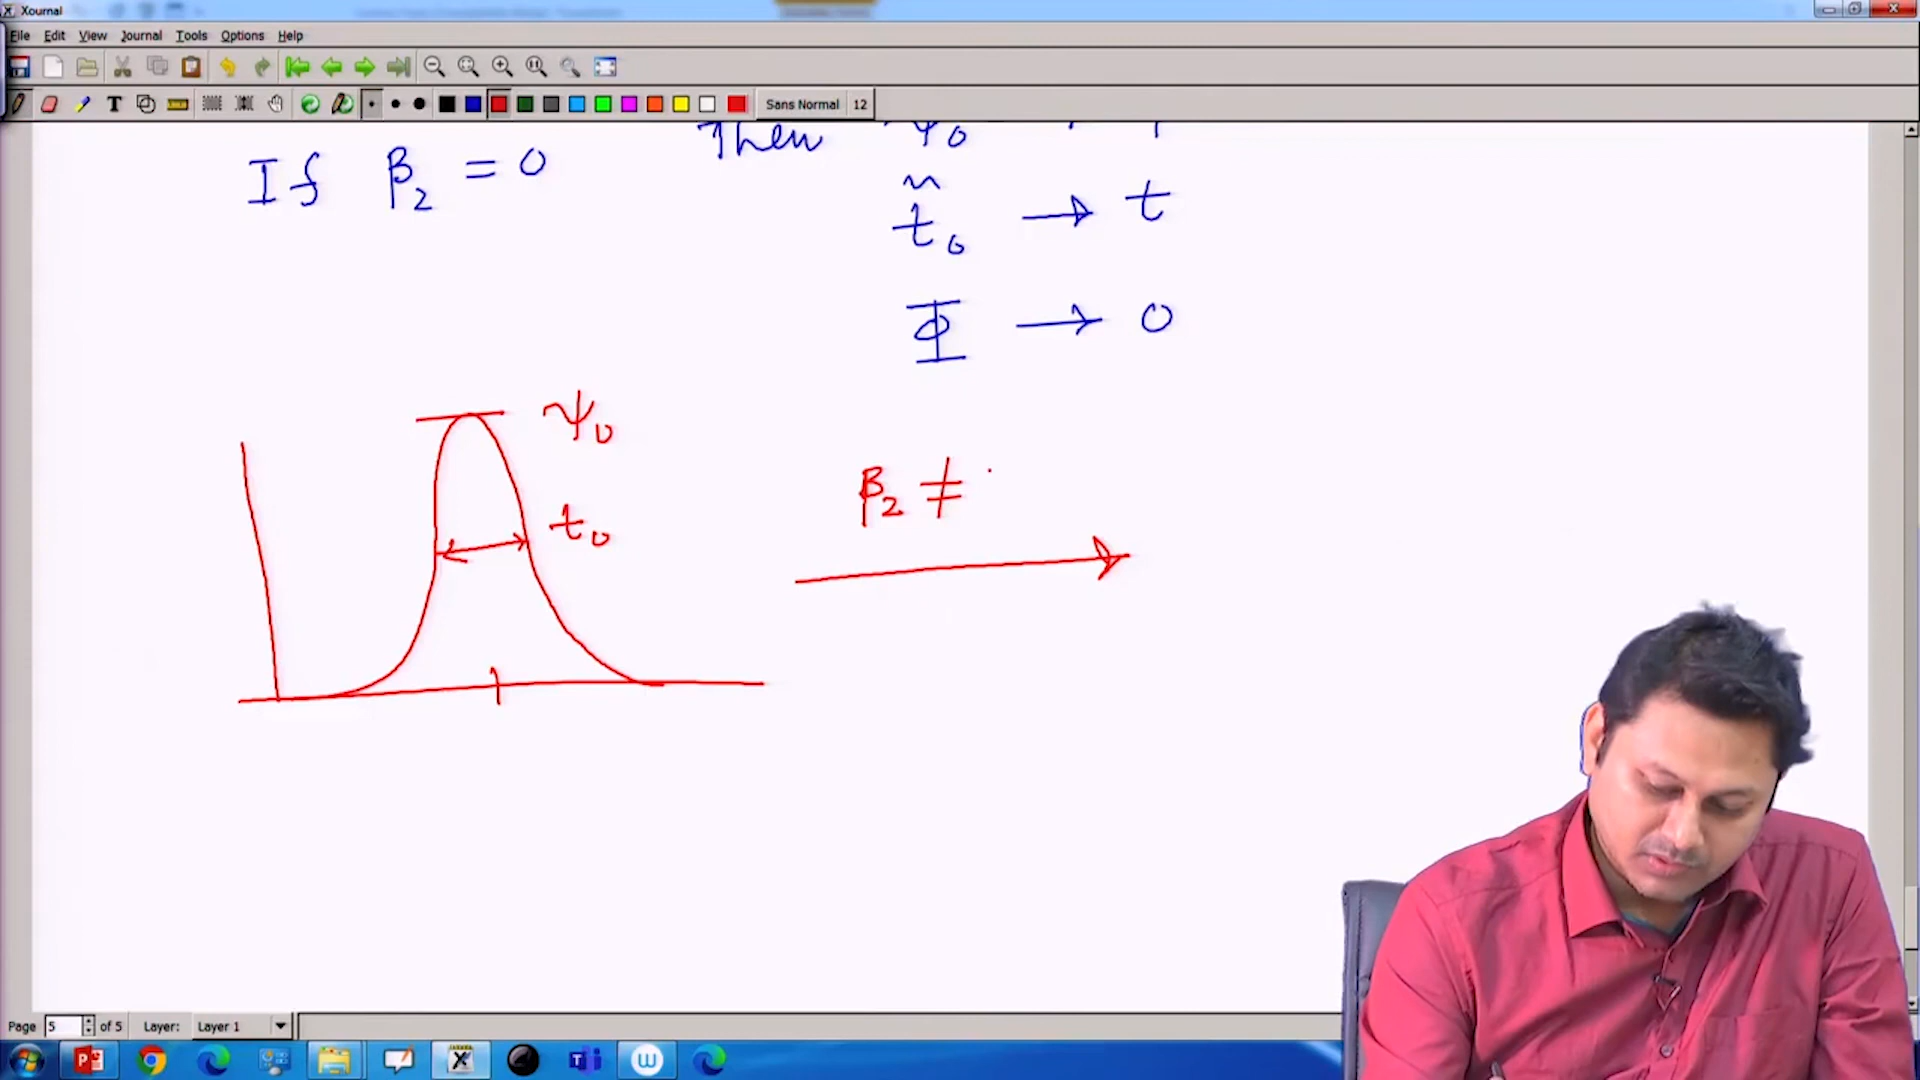 Xournal
File Edit View Journal Tools Options Help
T Sans Normal 12
Then ψ₀
If β₂ = 0
t̃₀ → t
Φ → 0
ψ₀
t₀
β₂ ≠
Page 5 of 5 Layer: Layer 1